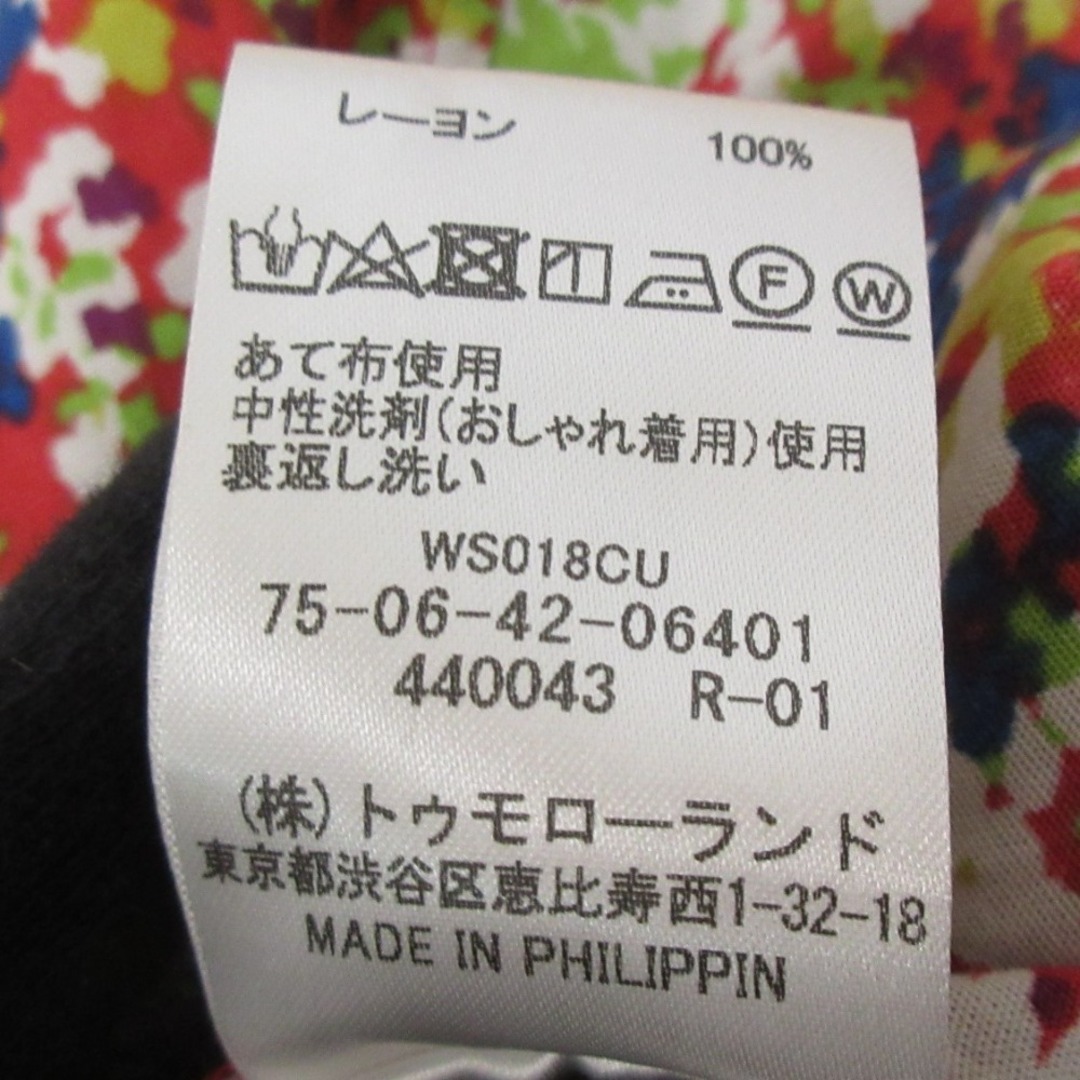 レーヨン 100%
F W
あて布使用
中性洗剤(おしゃれ着用)使用
裏返し洗い
WS018CU
75-06-42-06401
440043 R-01
(株)トゥモローランド
東京都渋谷区恵比寿西1-32-18
MADE IN PHILIPPIN